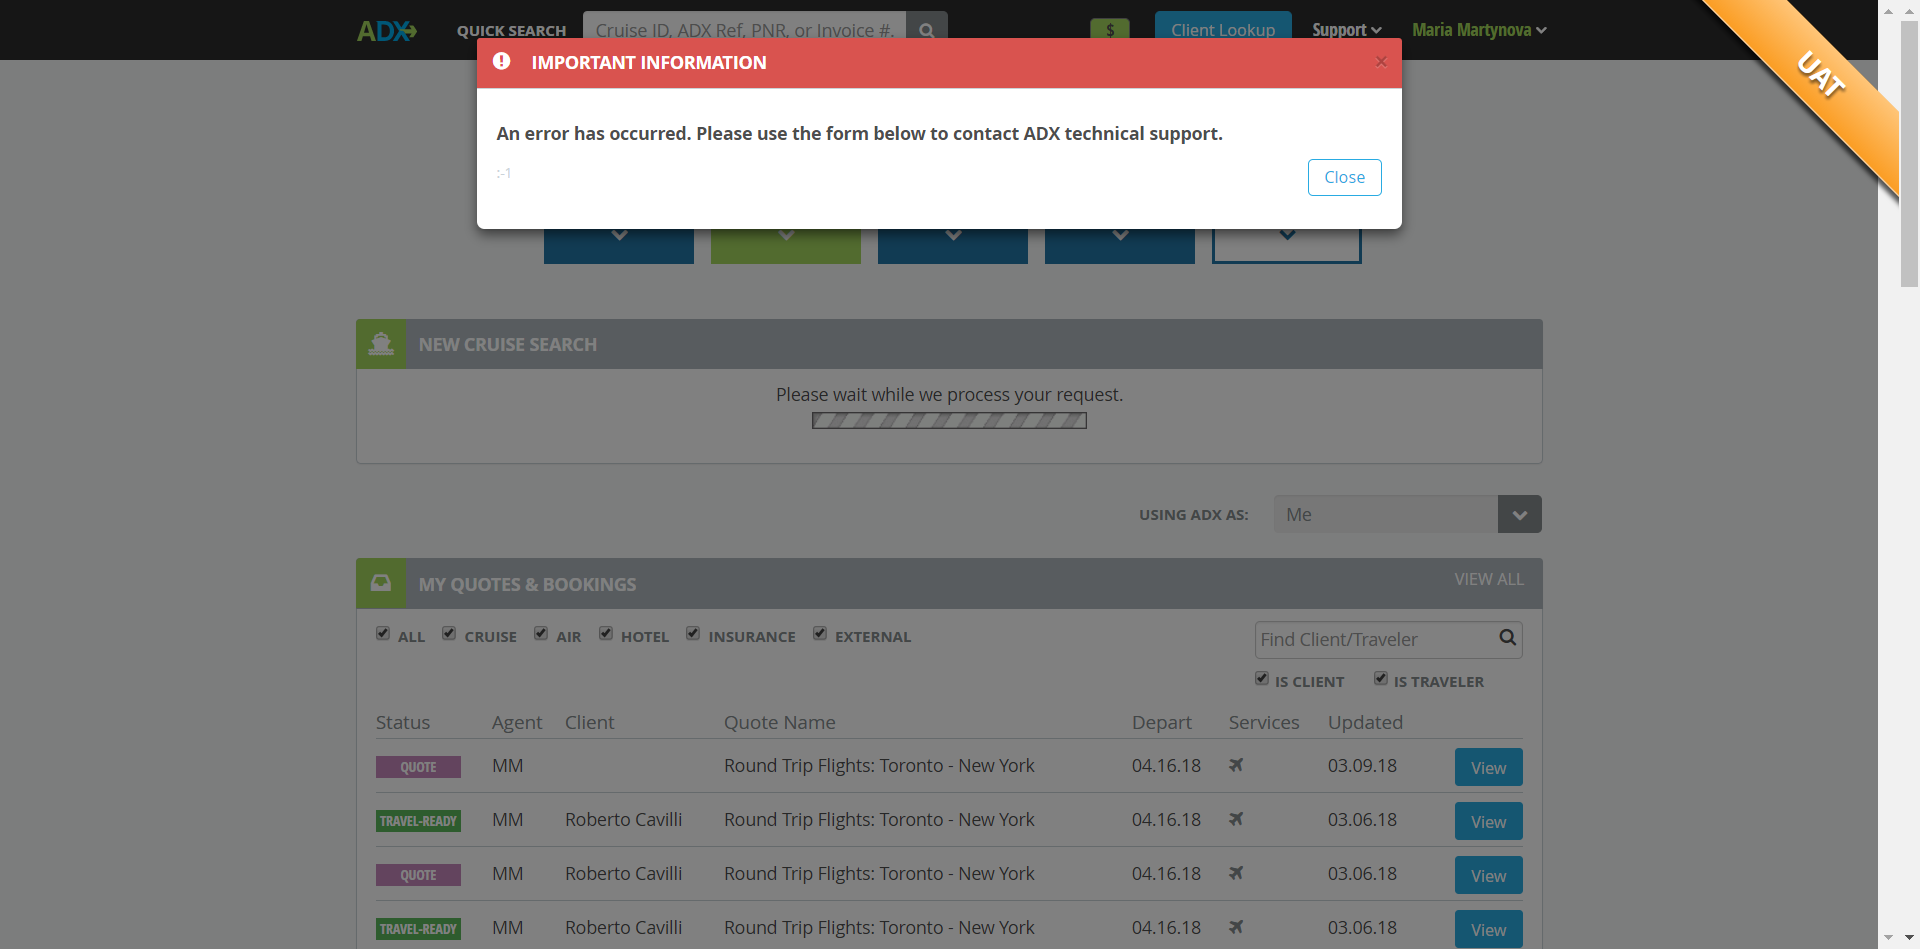 ADX QUICK SEARCH Cruise ID, ADX Ref, PNR, or Invoice #. $ Client Lookup Support Maria Martynova
UAT
IMPORTANT INFORMATION ×
An error has occurred. Please use the form below to contact ADX technical support.
:-1
Close
NEW CRUISE SEARCH
Please wait while we process your request.
USING ADX AS: Me
MY QUOTES & BOOKINGS VIEW ALL
ALL CRUISE AIR HOTEL INSURANCE EXTERNAL Find Client/Traveler
IS CLIENT IS TRAVELER
Status Agent Client Quote Name Depart Services Updated
QUOTE MM Round Trip Flights: Toronto - New York 04.16.18 03.09.18 View
TRAVEL-READY MM Roberto Cavilli Round Trip Flights: Toronto - New York 04.16.18 03.06.18 View
QUOTE MM Roberto Cavilli Round Trip Flights: Toronto - New York 04.16.18 03.06.18 View
TRAVEL-READY MM Roberto Cavilli Round Trip Flights: Toronto - New York 04.16.18 03.06.18 View